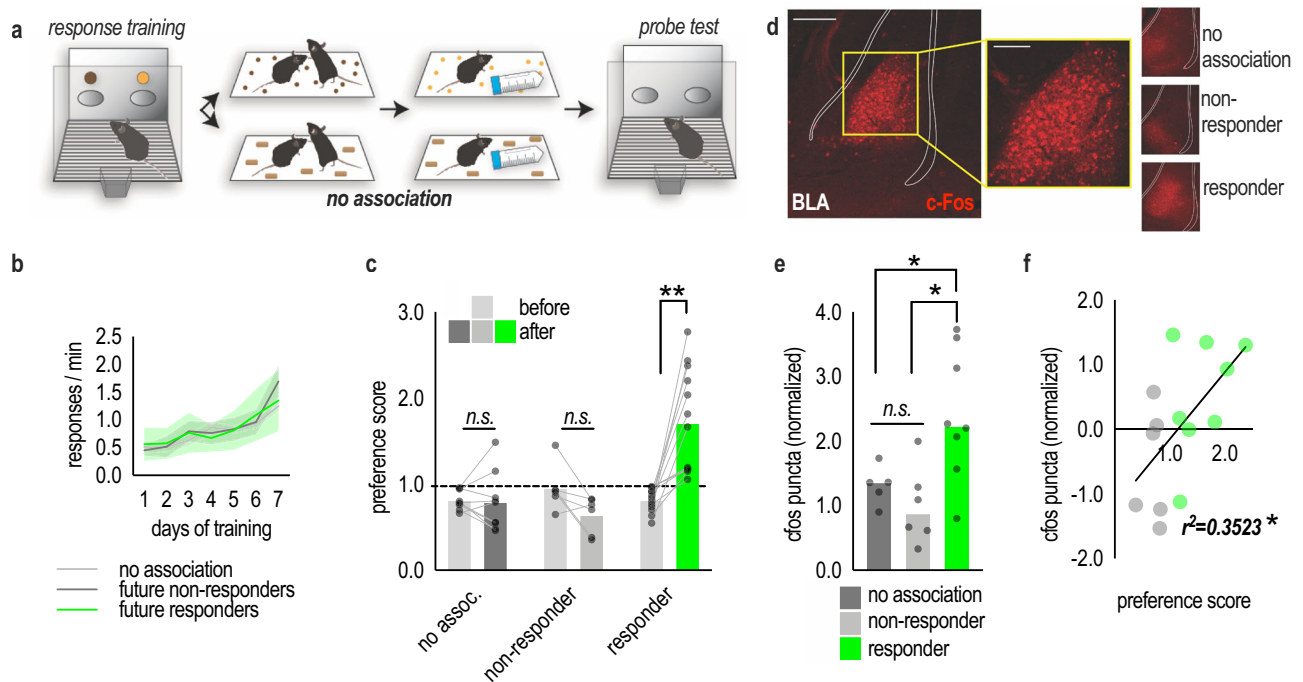 a
response training
probe test
no association
b
responses / min
2.5
2.0
1.5
1.0
0.5
0.0
1 2 3 4 5 6 7
days of training
no association
future non-responders
future responders
c
before
after
preference score
3.0
2.0
1.0
0.0
n.s.
n.s.
**
no assoc.
non-responder
responder
d
BLA
c-Fos
no
association
non-
responder
responder
e
cfos puncta (normalized)
4.0
3.0
2.0
1.0
0.0
*
*
n.s.
no association
non-responder
responder
f
cfos puncta (normalized)
2.0
1.0
0.0
-1.0
-2.0
1.0 2.0
r²=0.3523 *
preference score